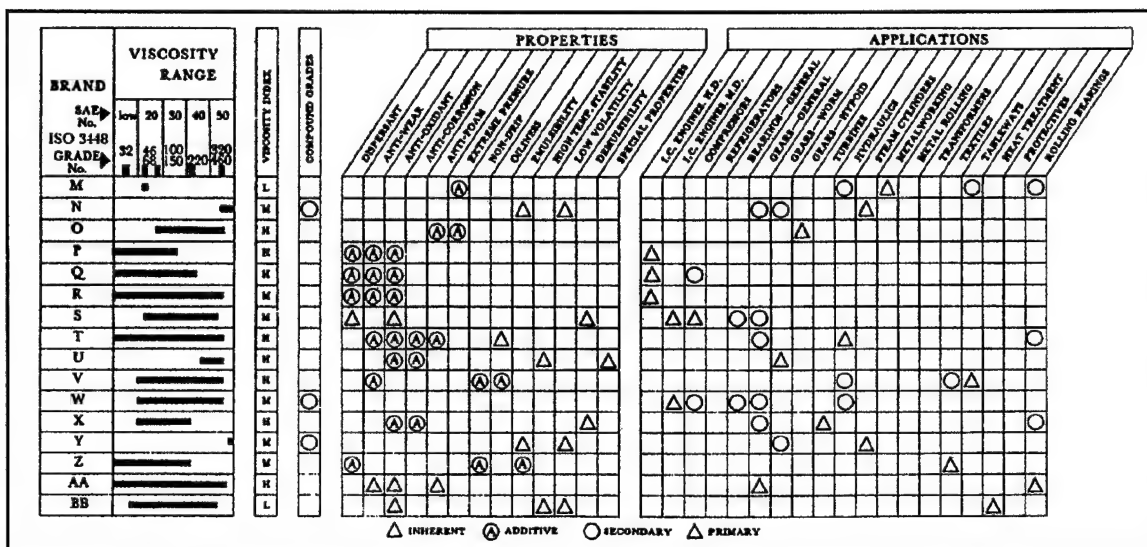 PROPERTIES
APPLICATIONS
BRAND
VISCOSITY RANGE
SAE No.
low 20 30 40 50
ISO 3448 GRADE No.
32 46 68 100 150 220 320 460
VISCOSITY INDEX
COMPOUND GRADES
DISPERSANT
ANTI-WEAR
ANTI-OXIDANT
ANTI-CORROSION
ANTI-FOAM
EXTREME PRESSURE
NON-DRIP
OILINESS
EMULSIBILITY
HIGH TEMP STABILITY
LOW VOLATILITY
DEMULSIBILITY
SPECIAL PROPERTIES
I.C. ENGINES, H.D.
I.C. ENGINES, M.D.
COMPRESSORS
REFRIGERATORS
BEARINGS-GENERAL
GEARS-GENERAL
GEARS-WORM
GEARS-HYPOID
TURBINES
HYDRAULICS
STEAM CYLINDERS
METALWORKING
METAL ROLLING
TRANSFORMERS
TEXTILES
TABLEWAYS
HEAT TREATMENT
PROTECTIVES
ROLLING BEARINGS
M L A
N M
O H A A
P H A A A
Q H A A A
R M A A A
S M
T H A A A A
U H A A
V H A A A
W M
X H A A
Y M
Z M A A A
AA H
BB L
INHERENT A ADDITIVE SECONDARY PRIMARY